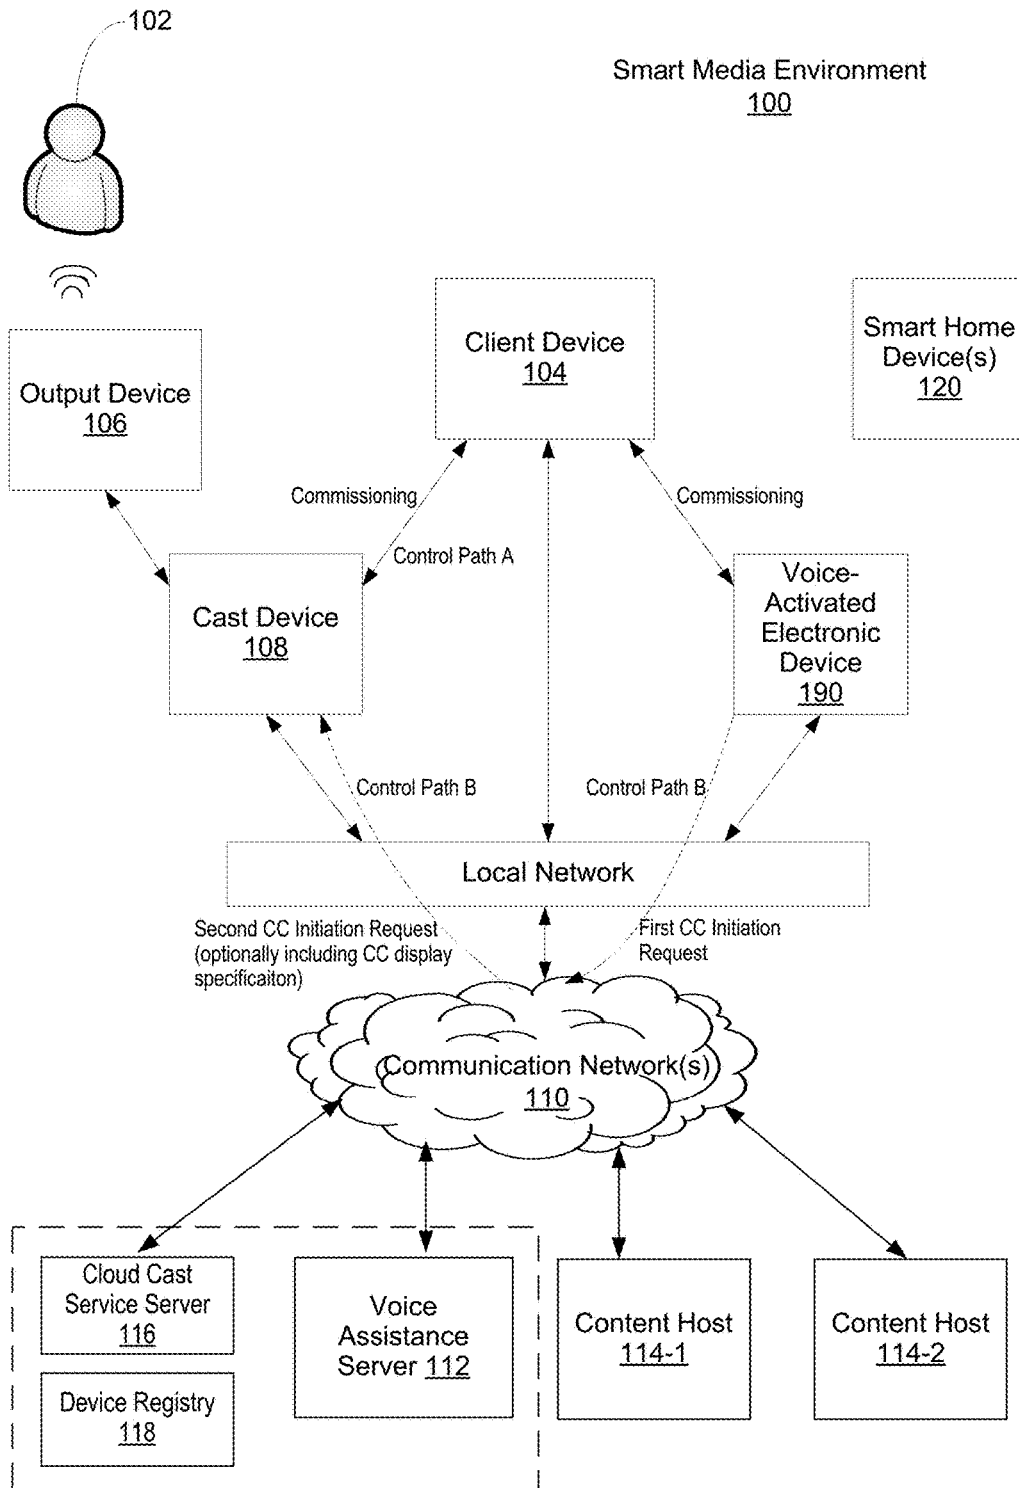 102
Smart Media Environment
100
Client Device
104
Smart Home
Device(s)
120
Output Device
106
Commissioning
Commissioning
Control Path A
Cast Device
108
Voice-
Activated
Electronic
Device
190
Control Path B
Control Path B
Local Network
Second CC Initiation Request
(optionally including CC display
specificaiton)
First CC Initiation
Request
Communication Network(s)
110
Cloud Cast
Service Server
116
Voice
Assistance
Server 112
Content Host
114-1
Content Host
114-2
Device Registry
118